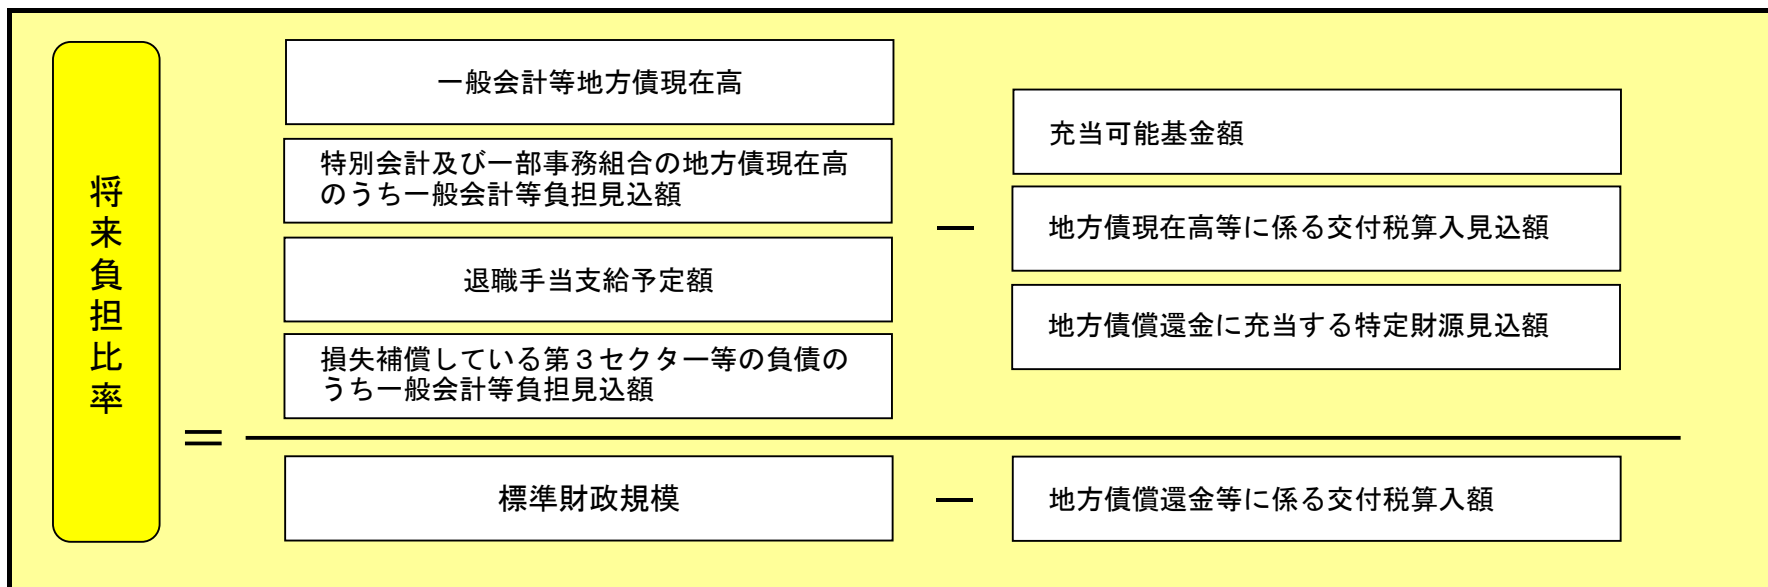 将来負担比率
＝
一般会計等地方債現在高
特別会計及び一部事務組合の地方債現在高
のうち一般会計等負担見込額
退職手当支給予定額
損失補償している第３セクター等の負債の
うち一般会計等負担見込額
－
充当可能基金額
地方債現在高等に係る交付税算入見込額
地方債償還金に充当する特定財源見込額
標準財政規模
－
地方債償還金等に係る交付税算入額